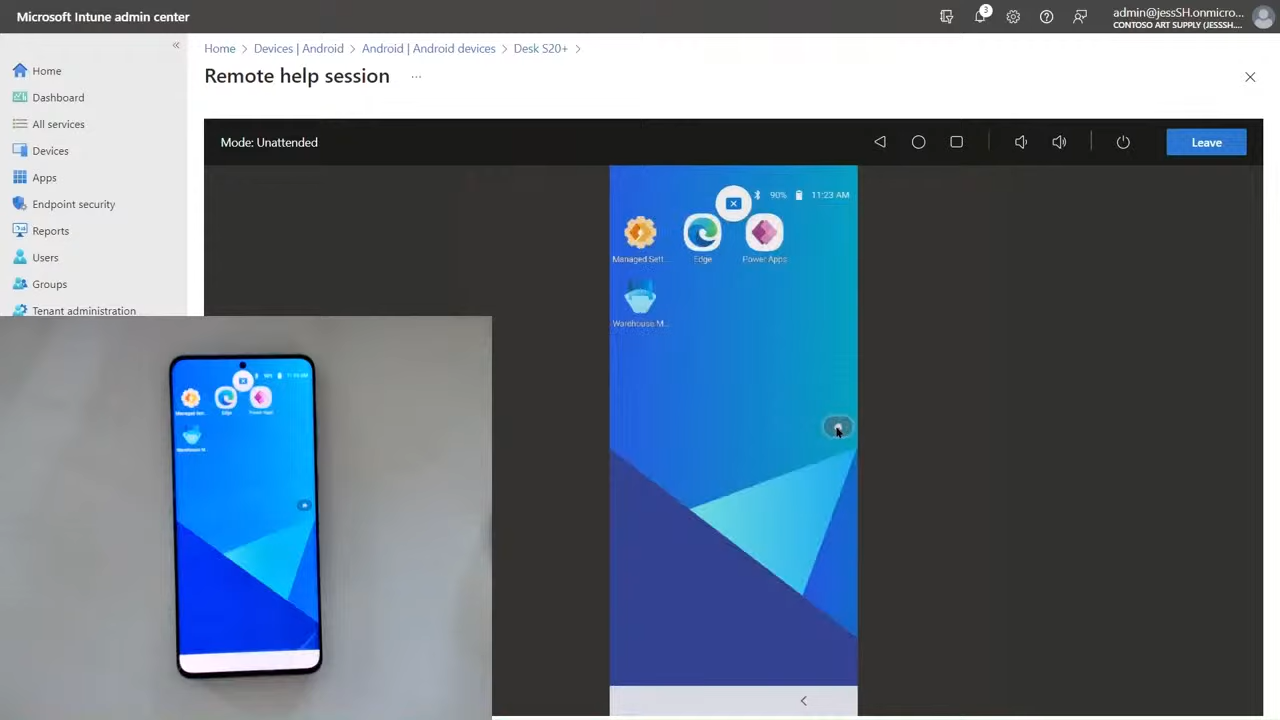 Microsoft Intune admin center
3
admin@jessSH.onmicro...
CONTOSO ART SUPPLY (JESSSH....
«
Home > Devices | Android > Android | Android devices > Desk S20+ >
Remote help session ...
Home
Dashboard
All services
Devices
Apps
Endpoint security
Reports
Users
Groups
Tenant administration
Mode: Unattended
Leave
90% 11:23 AM
Managed Sett...
Edge
Power Apps
Warehouse M...
Edge